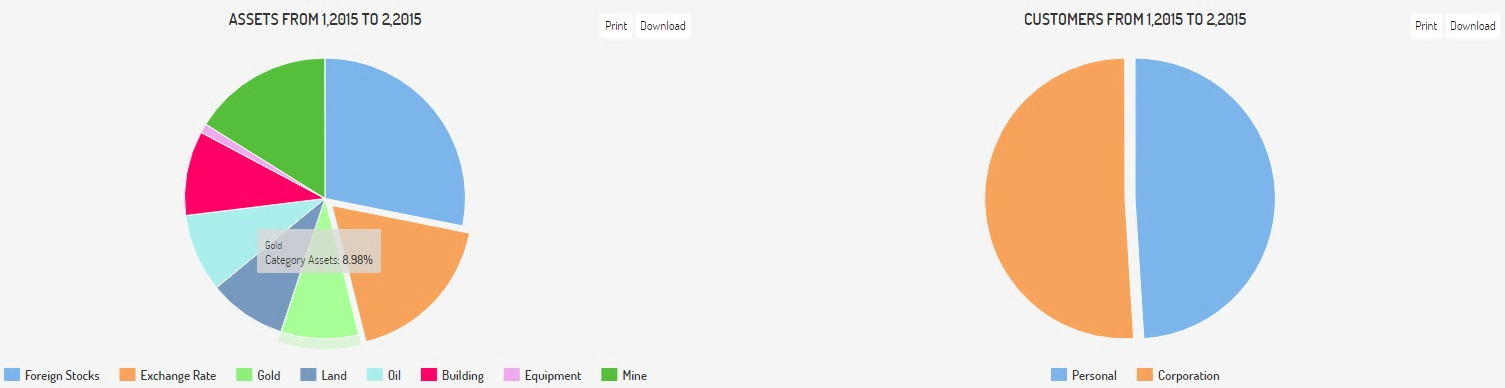 ASSETS FROM 1,2015 TO 2,2015
Print Download
Gold
Category Assets: 8.98%
Foreign Stocks Exchange Rate Gold Land Oil Building Equipment Mine
CUSTOMERS FROM 1,2015 TO 2,2015
Print Download
Personal Corporation